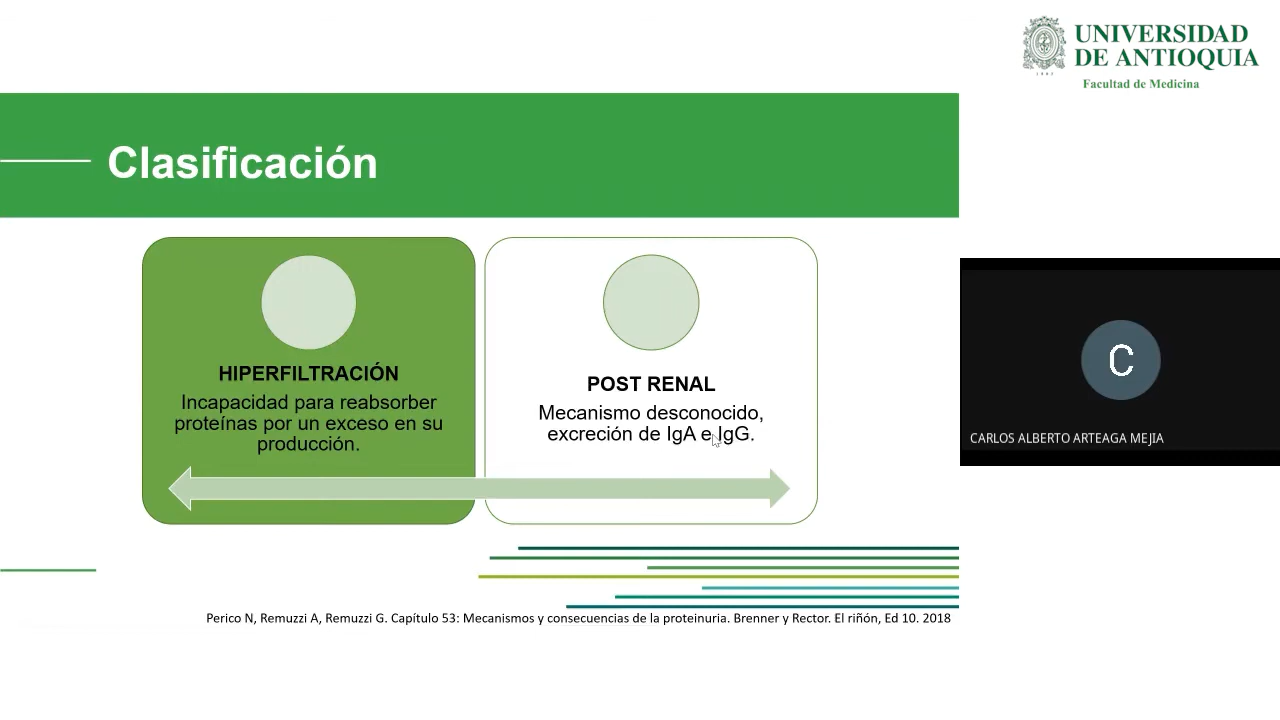 UNIVERSIDAD
DE ANTIOQUIA
1803
Facultad de Medicina
Clasificación
HIPERFILTRACIÓN
Incapacidad para reabsorber
proteínas por un exceso en su
producción.
POST RENAL
Mecanismo desconocido,
excreción de IgA e IgG.
C
CARLOS ALBERTO ARTEAGA MEJIA
Perico N, Remuzzi A, Remuzzi G. Capítulo 53: Mecanismos y consecuencias de la proteinuria. Brenner y Rector. El riñón, Ed 10. 2018